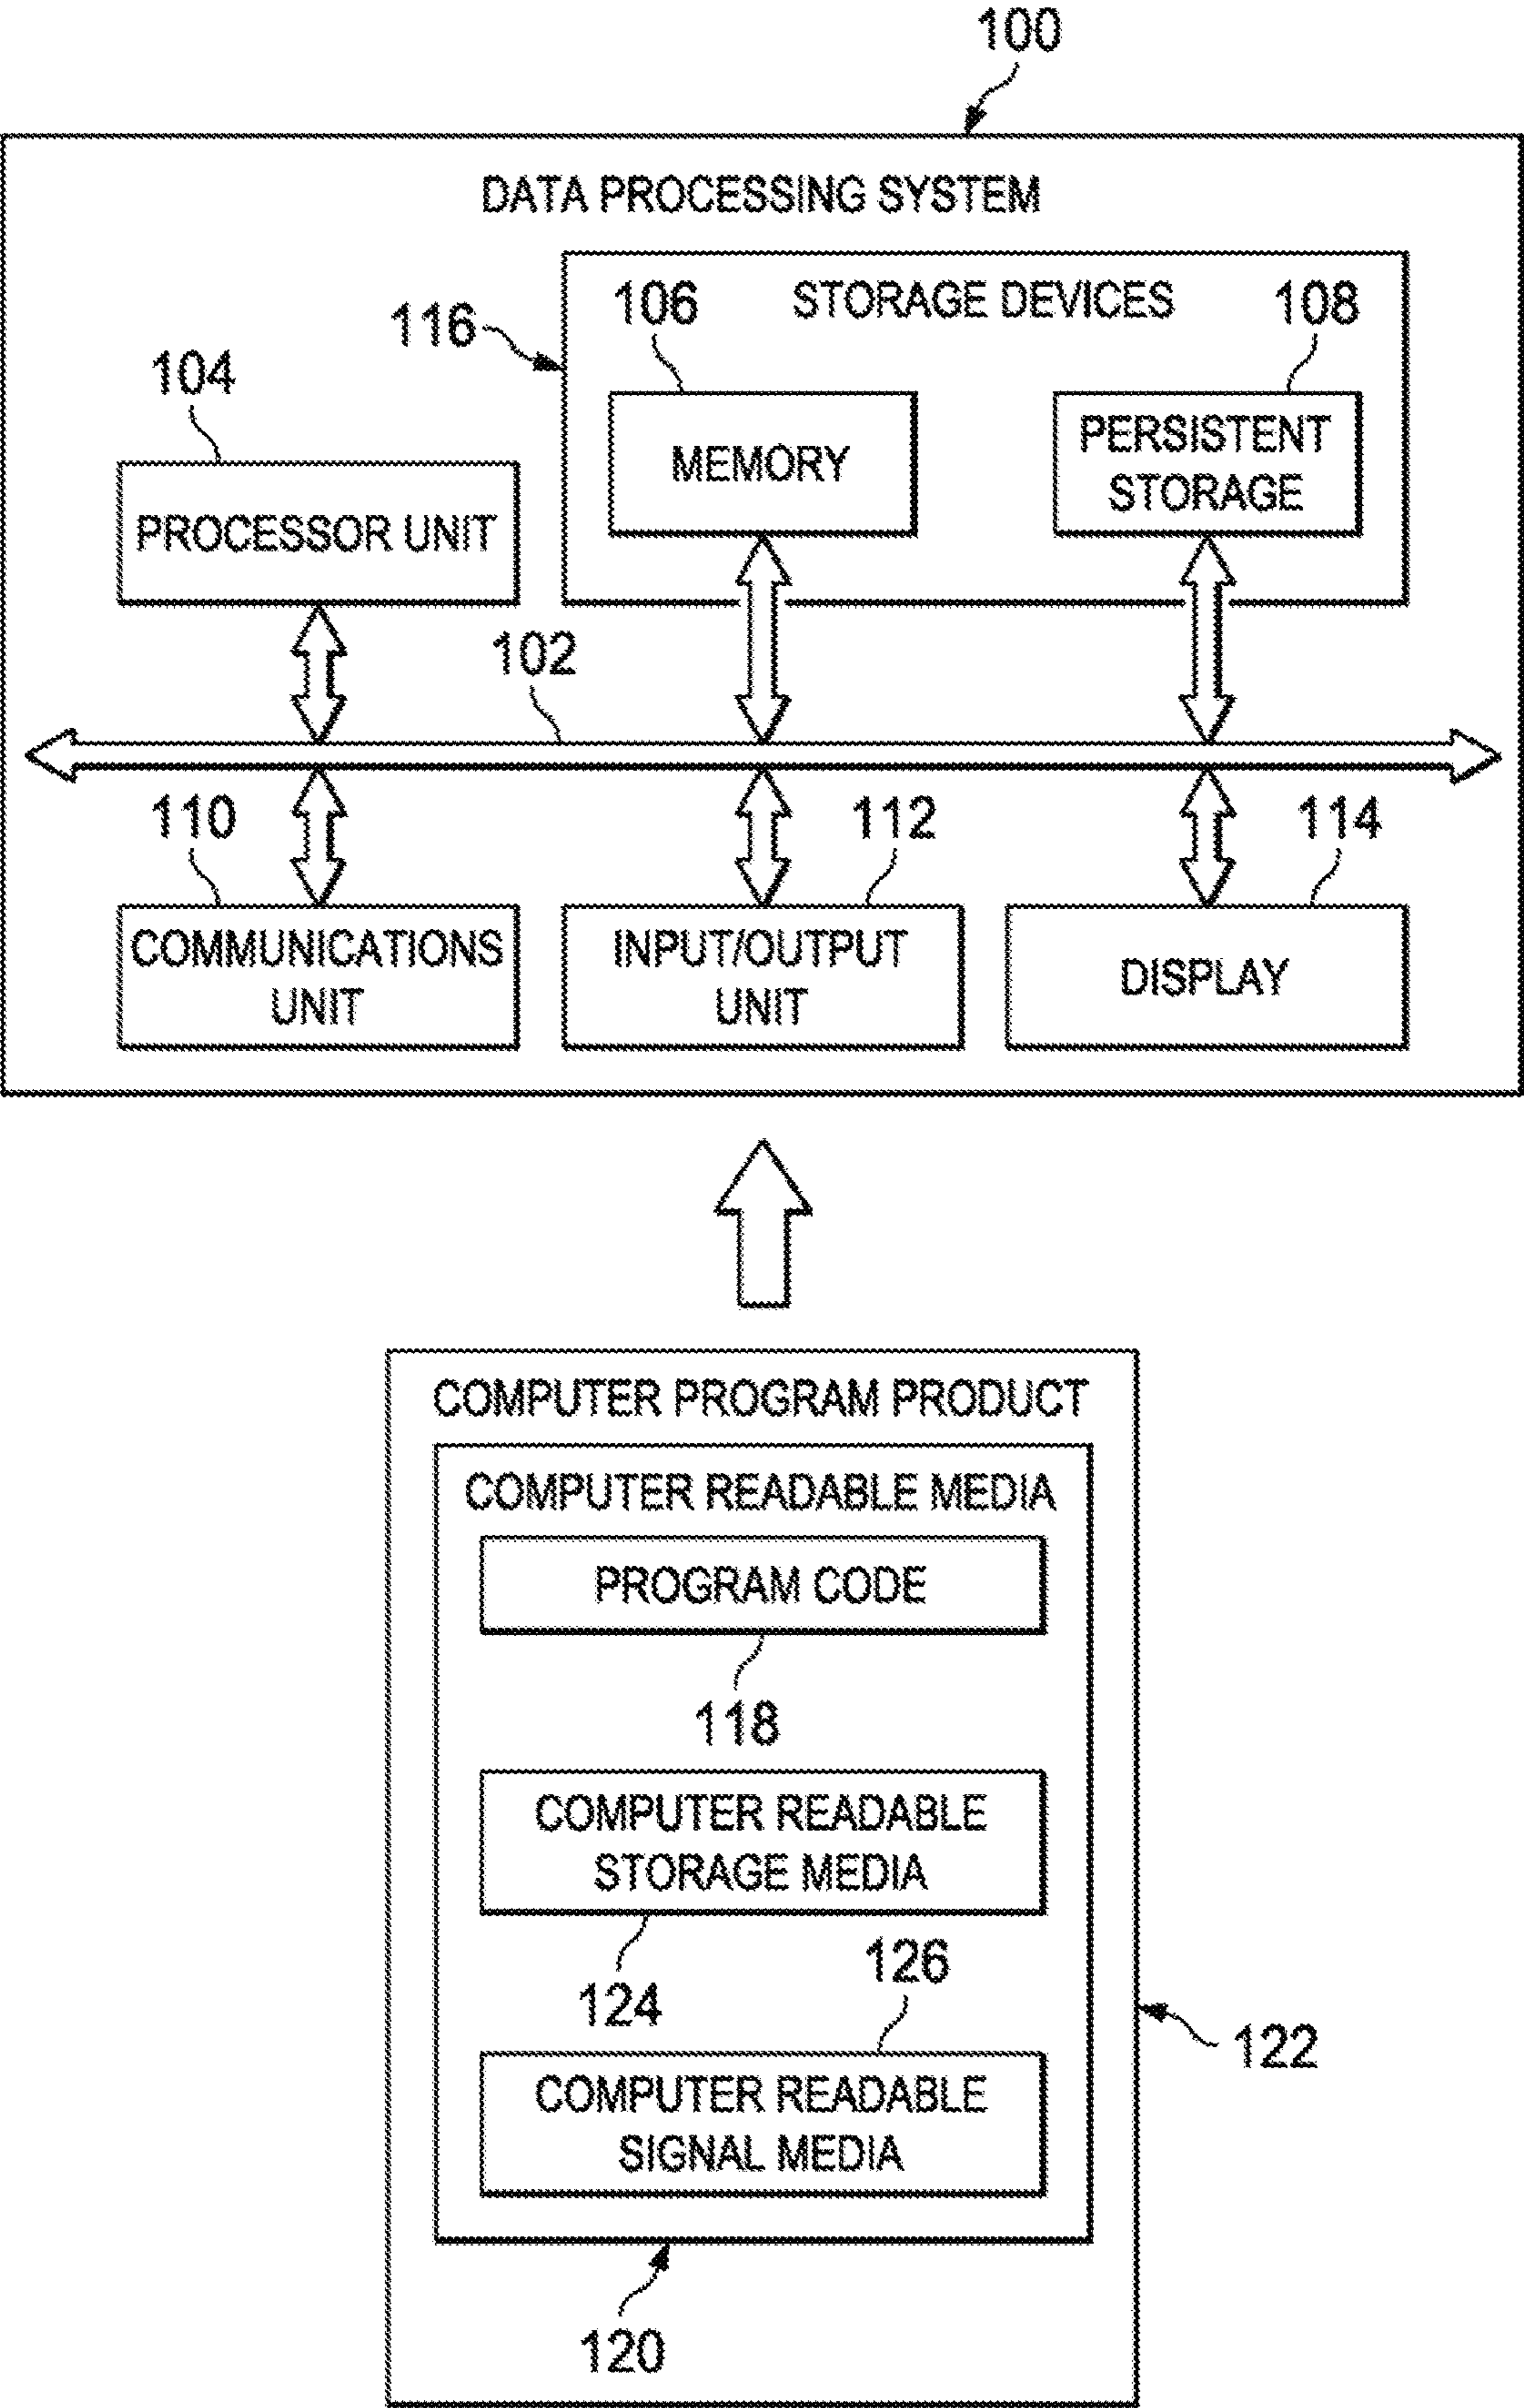 100
DATA PROCESSING SYSTEM
STORAGE DEVICES
116
106
108
104
MEMORY
PERSISTENT
STORAGE
PROCESSOR UNIT
102
110
112
114
COMMUNICATIONS
UNIT
INPUT/OUTPUT
UNIT
DISPLAY
COMPUTER PROGRAM PRODUCT
COMPUTER READABLE MEDIA
PROGRAM CODE
118
COMPUTER READABLE
STORAGE MEDIA
124
126
122
COMPUTER READABLE
SIGNAL MEDIA
120